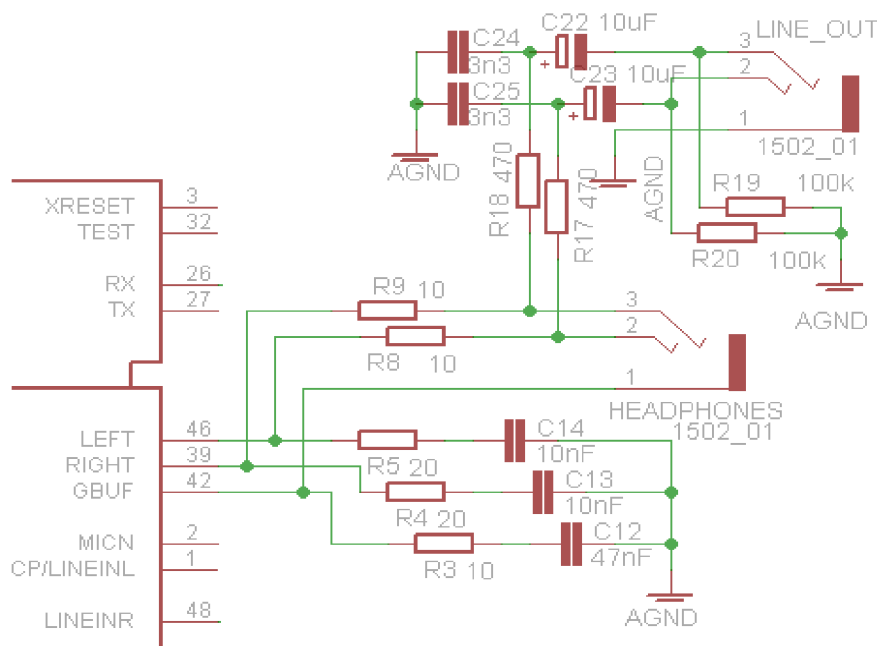 C22 10uF
LINE_OUT
C24
3
3n3
+
C23 10uF
2
C25
3n3
+
1
1502_01
AGND
470
R18
470
R17
AGND
R19
100k
R20
100k
AGND
XRESET
3
TEST
32
RX
26
TX
27
R9
10
3
R8
10
2
1
HEADPHONES
1502_01
LEFT
46
RIGHT
39
GBUF
42
C14
10nF
R5
20
C13
10nF
R4
20
C12
47nF
R3
10
MICN
2
CP/LINEINL
1
LINEINR
48
AGND